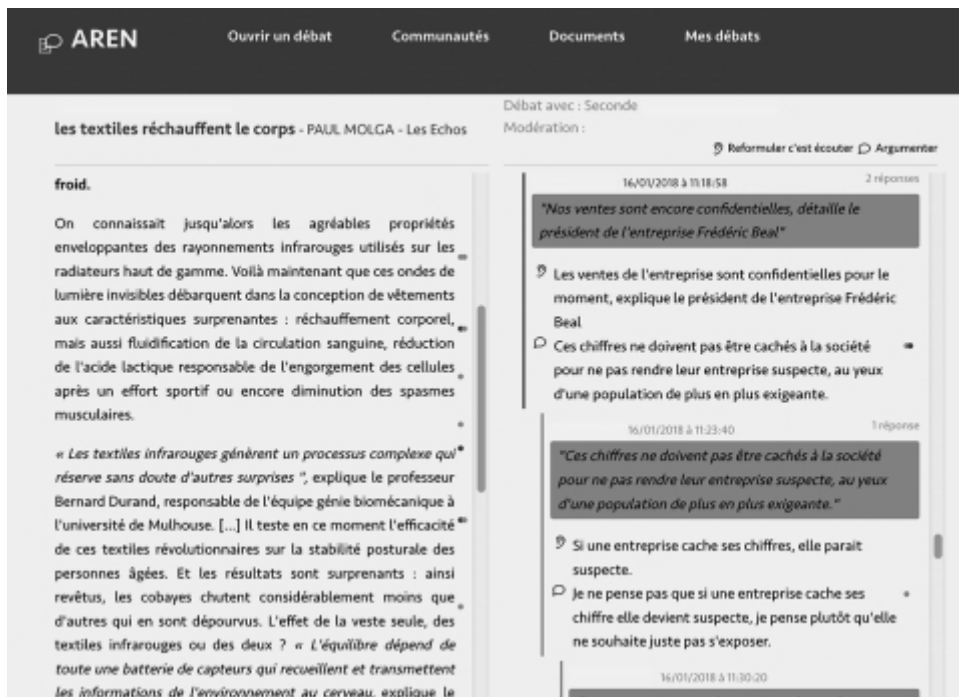 AREN
Ouvrir un débat
Communautés
Documents
Mes débats
les textiles réchauffent le corps - PAUL MOLGA - Les Echos
froid.
On connaissait jusqu'alors les agréables propriétés
enveloppantes des rayonnements infrarouges utilisés sur les
radiateurs haut de gamme. Voilà maintenant que ces ondes de
lumière invisibles débarquent dans la conception de vêtements
aux caractéristiques surprenantes : réchauffement corporel,
mais aussi fluidification de la circulation sanguine, réduction
de l'acide lactique responsable de l'engorgement des cellules
après un effort sportif ou encore diminution des spasmes
musculaires.
« Les textiles infrarouges génèrent un processus complexe qui
réserve sans doute d'autres surprises ", explique le professeur
Bernard Durand, responsable de l'équipe génie biomécanique à
l'université de Mulhouse. [...] Il teste en ce moment l'efficacité
de ces textiles révolutionnaires sur la stabilité posturale des
personnes âgées. Et les résultats sont surprenants : ainsi
revêtus, les cobayes chutent considérablement moins que
d'autres qui en sont dépourvus. L'effet de la veste seule, des
textiles infrarouges ou des deux ? « L'équilibre dépend de
toute une batterie de capteurs qui recueillent et transmettent
les informations de l'environnement au cerveau, explique le
Débat avec : Seconde
Modération :
Reformuler c'est écouter
Argumenter
16/01/2018 à 11:18:58
2 réponses
"Nos ventes sont encore confidentielles, détaille le
président de l'entreprise Frédéric Beal"
Les ventes de l'entreprise sont confidentielles pour le
moment, explique le président de l'entreprise Frédéric
Beal
Ces chiffres ne doivent pas être cachés à la société
pour ne pas rendre leur entreprise suspecte, au yeux
d'une population de plus en plus exigeante.
16/01/2018 à 11:23:40
1 réponse
"Ces chiffres ne doivent pas être cachés à la société
pour ne pas rendre leur entreprise suspecte, au yeux
d'une population de plus en plus exigeante."
Si une entreprise cache ses chiffres, elle parait
suspecte.
Je ne pense pas que si une entreprise cache ses
chiffre elle devient suspecte, je pense plutôt qu'elle
ne souhaite juste pas s'exposer.
16/01/2018 à 11:30:20